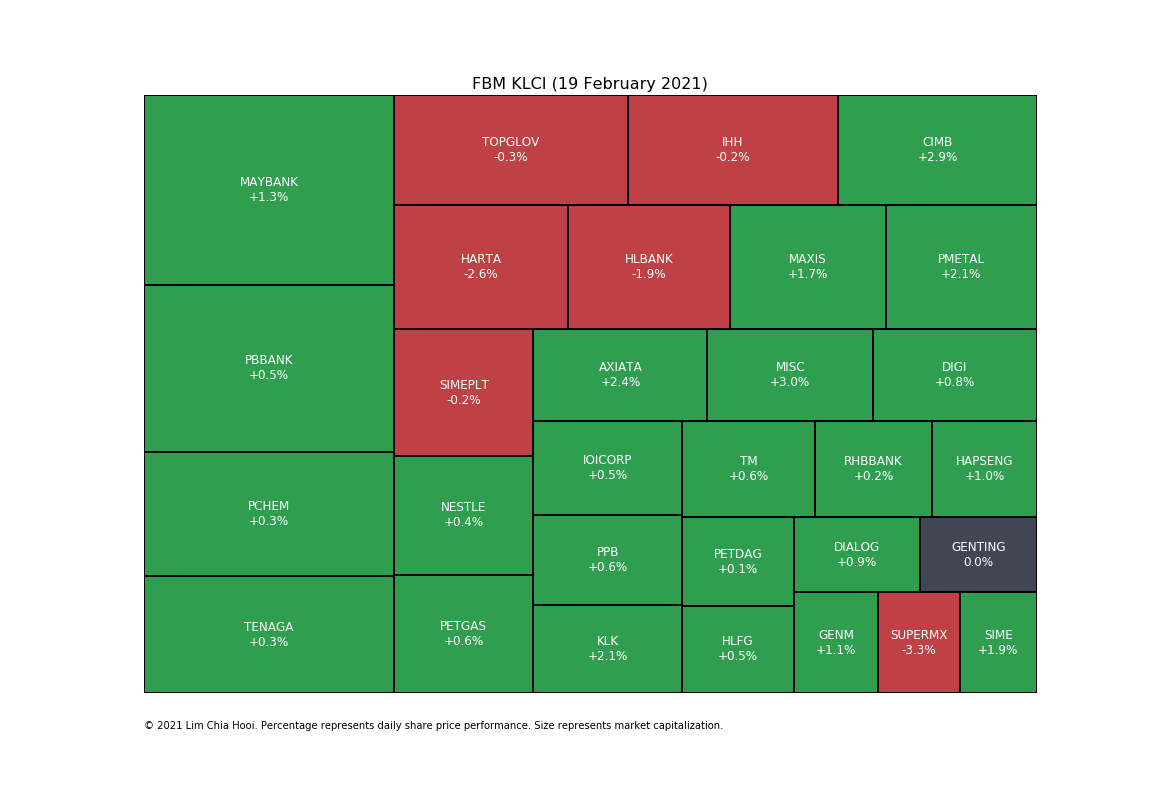 FBM KLCI (19 February 2021)
MAYBANK
+1.3%
PBBANK
+0.5%
PCHEM
+0.3%
TENAGA
+0.3%
TOPGLOV
-0.3%
IHH
-0.2%
CIMB
+2.9%
HARTA
-2.6%
HLBANK
-1.9%
MAXIS
+1.7%
PMETAL
+2.1%
SIMEPLT
-0.2%
NESTLE
+0.4%
PETGAS
+0.6%
AXIATA
+2.4%
MISC
+3.0%
DIGI
+0.8%
IOICORP
+0.5%
PPB
+0.6%
KLK
+2.1%
TM
+0.6%
RHBBANK
+0.2%
HAPSENG
+1.0%
PETDAG
+0.1%
HLFG
+0.5%
DIALOG
+0.9%
GENTING
0.0%
GENM
+1.1%
SUPERMX
-3.3%
SIME
+1.9%
© 2021 Lim Chia Hooi. Percentage represents daily share price performance. Size represents market capitalization.